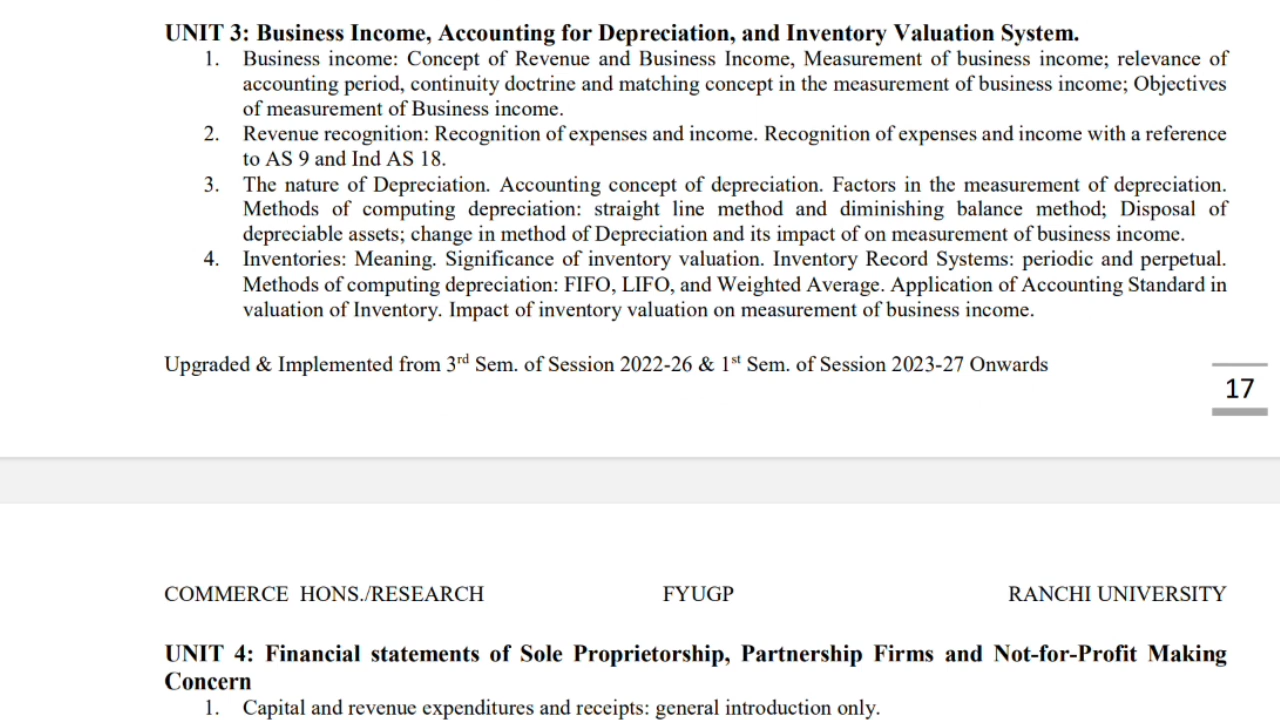 UNIT 3: Business Income, Accounting for Depreciation, and Inventory Valuation System.
1. Business income: Concept of Revenue and Business Income, Measurement of business income; relevance of
accounting period, continuity doctrine and matching concept in the measurement of business income; Objectives
of measurement of Business income.
2. Revenue recognition: Recognition of expenses and income. Recognition of expenses and income with a reference
to AS 9 and Ind AS 18.
3. The nature of Depreciation. Accounting concept of depreciation. Factors in the measurement of depreciation.
Methods of computing depreciation: straight line method and diminishing balance method; Disposal of
depreciable assets; change in method of Depreciation and its impact of on measurement of business income.
4. Inventories: Meaning. Significance of inventory valuation. Inventory Record Systems: periodic and perpetual.
Methods of computing depreciation: FIFO, LIFO, and Weighted Average. Application of Accounting Standard in
valuation of Inventory. Impact of inventory valuation on measurement of business income.
Upgraded & Implemented from 3rd Sem. of Session 2022-26 & 1st Sem. of Session 2023-27 Onwards
17
COMMERCE HONS./RESEARCH FYUGP RANCHI UNIVERSITY
UNIT 4: Financial statements of Sole Proprietorship, Partnership Firms and Not-for-Profit Making
Concern
1. Capital and revenue expenditures and receipts: general introduction only.